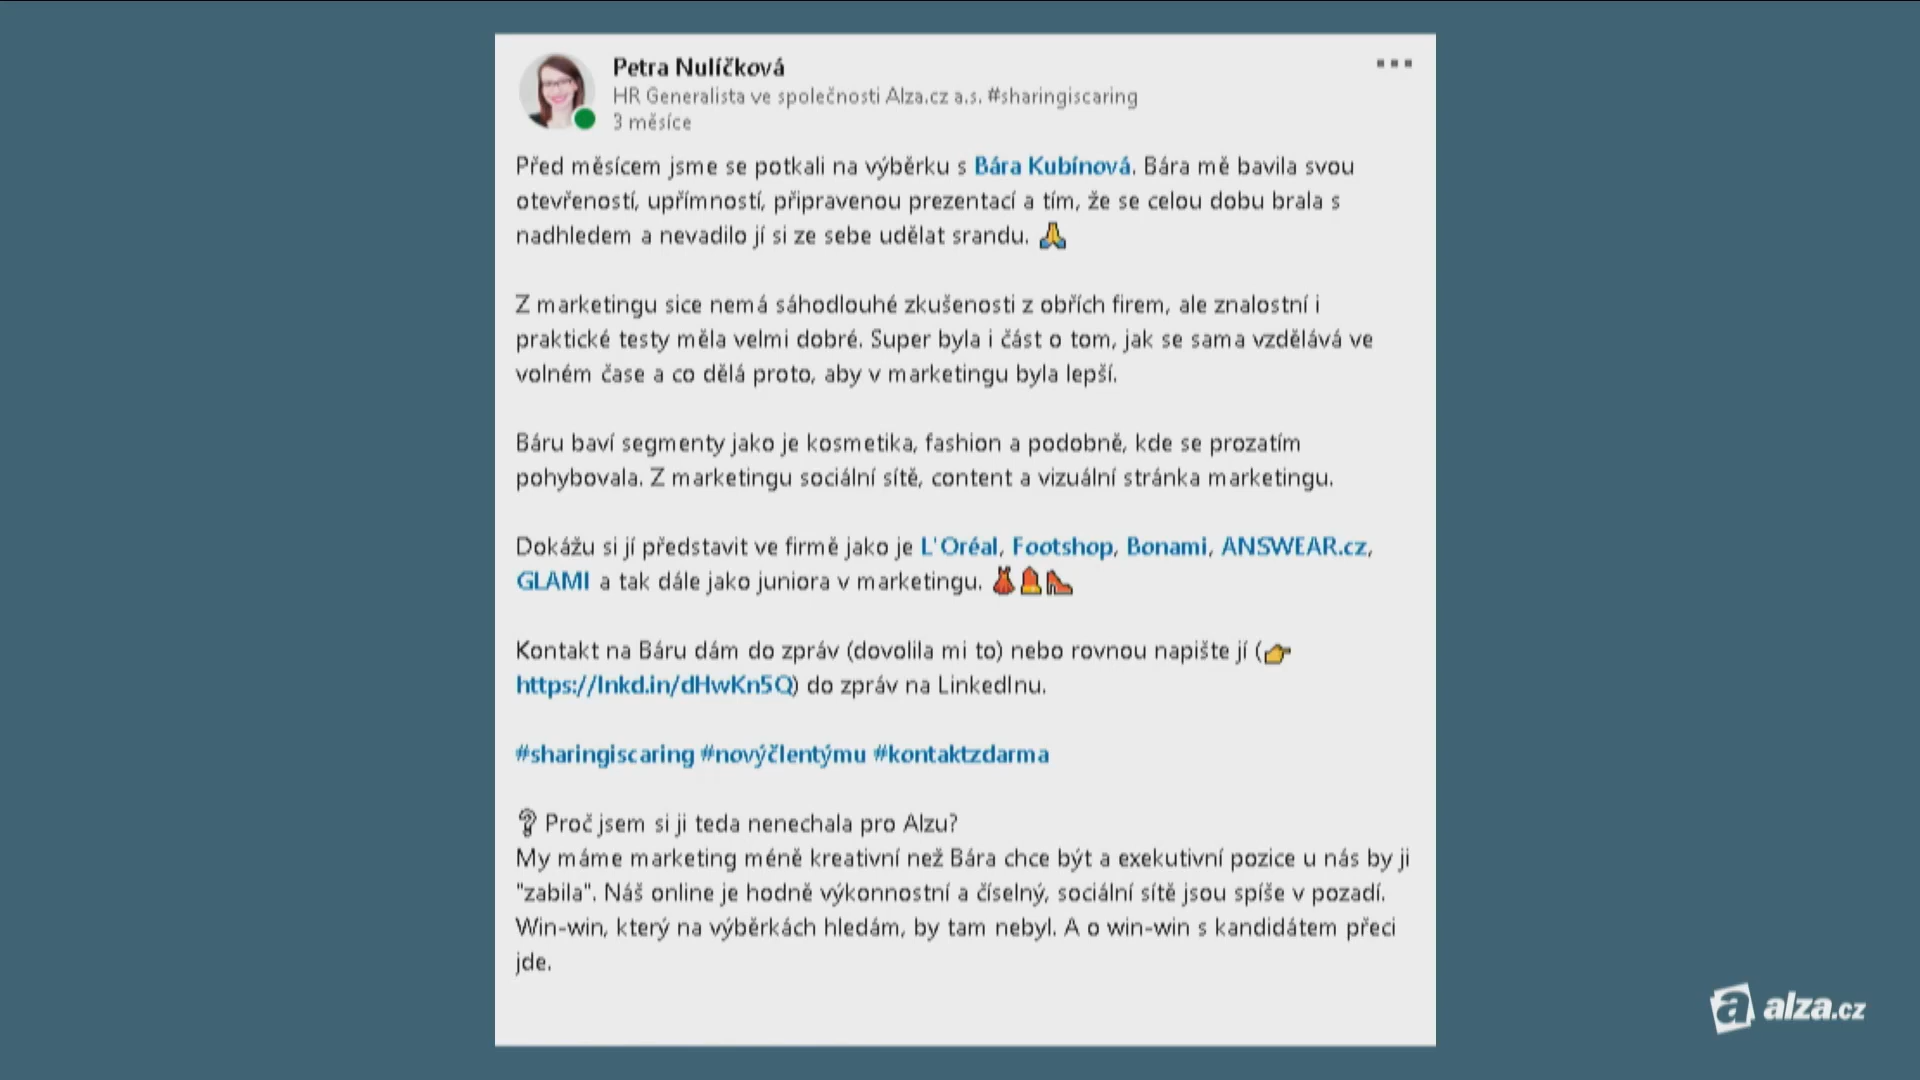 Petra Nulíčková
HR Generalista ve společnosti Alza.cz a.s. #sharingiscaring
3 měsíce
Před měsícem jsme se potkali na výběrku s Bára Kubínová. Bára mě bavila svou
otevřeností, upřímností, připravenou prezentací a tím, že se celou dobu brala s
nadhledem a nevadilo jí si ze sebe udělat srandu. 🙏
Z marketingu sice nemá sáhodlouhé zkušenosti z obřích firem, ale znalostní i
praktické testy měla velmi dobré. Super byla i část o tom, jak se sama vzdělává ve
volném čase a co dělá proto, aby v marketingu byla lepší.
Báru baví segmenty jako je kosmetika, fashion a podobně, kde se prozatím
pohybovala. Z marketingu sociální sítě, content a vizuální stránka marketingu.
Dokážu si jí představit ve firmě jako je L'Oréal, Footshop, Bonami, ANSWEAR.cz,
GLAMI a tak dále jako juniora v marketingu. 💃💄👠
Kontakt na Báru dám do zpráv (dovolila mi to) nebo rovnou napište jí (👉
https://lnkd.in/dHwKn5Q) do zpráv na LinkedInu.
#sharingiscaring #novýčlentýmu #kontaktzdarma
❔ Proč jsem si ji teda nenechala pro Alzu?
My máme marketing méně kreativní než Bára chce být a exekutivní pozice u nás by ji
"zabila". Náš online je hodně výkonnostní a číselný, sociální sítě jsou spíše v pozadí.
Win-win, který na výběrkách hledám, by tam nebyl. A o win-win s kandidátem přeci
jde.
a alza.cz